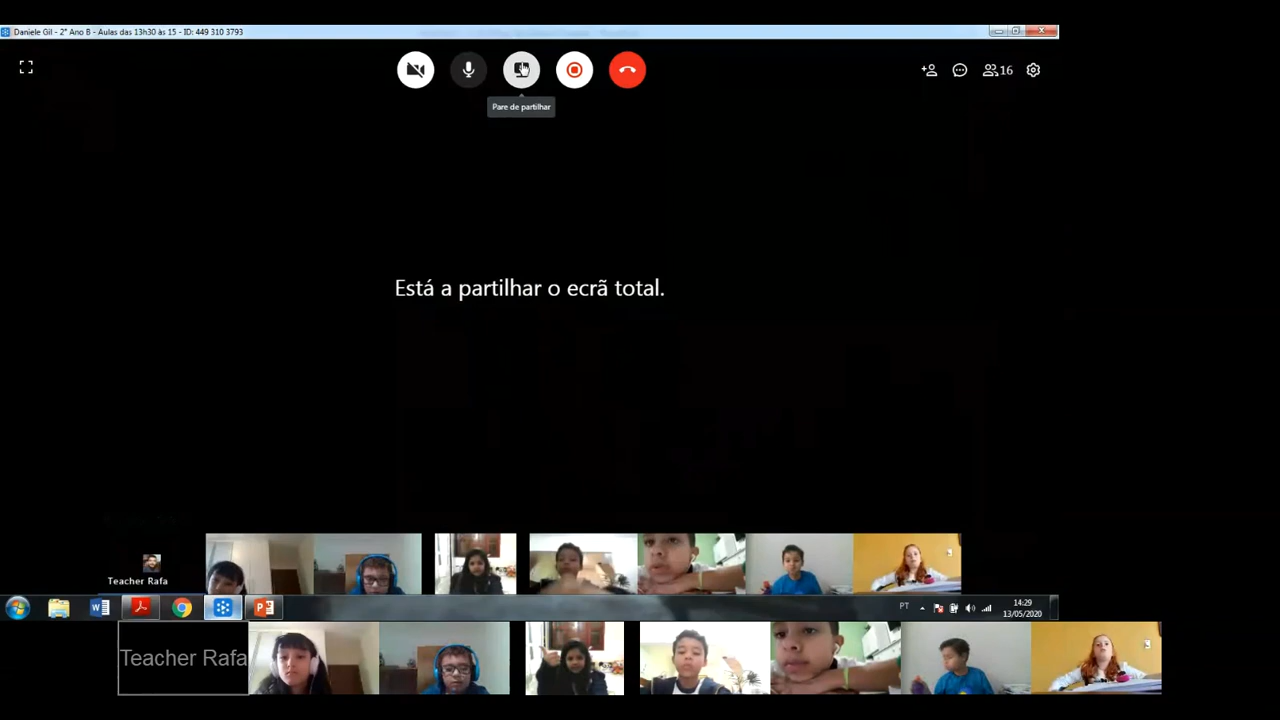 Daniele Gil - 2° Ano B - Aulas das 13h30 às 15 - ID: 449 310 3793
16
Pare de partilhar
Está a partilhar o ecrã total.
Teacher Rafa
PT
14:29
13/05/2020
Teacher Rafa